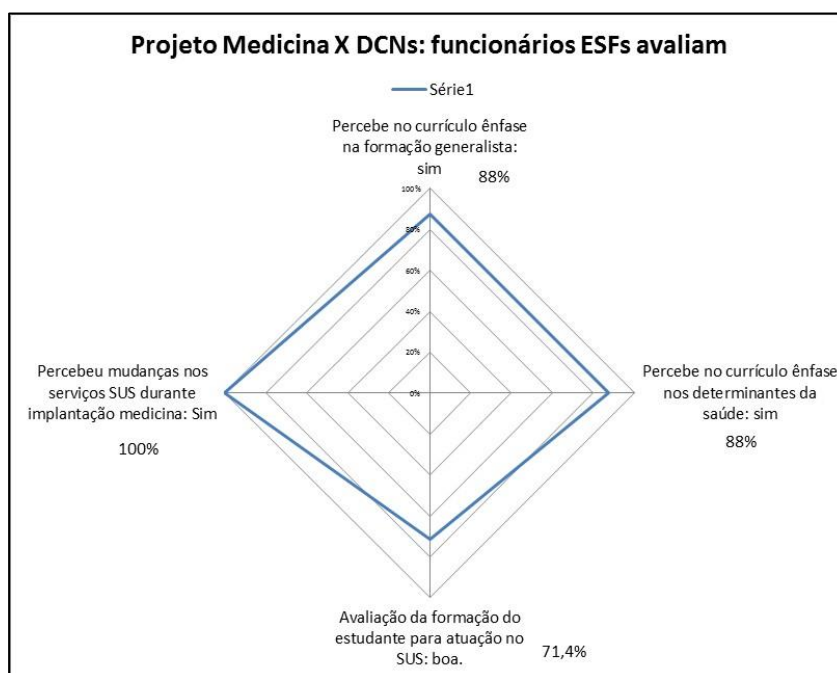 Projeto Medicina X DCNs: funcionários ESFs avaliam
Série1
Percebe no currículo ênfase
na formação generalista:
sim
88%
100%
80%
60%
40%
20%
0%
Percebe no currículo ênfase
nos determinantes da
saúde: sim
88%
Percebeu mudanças nos
serviços SUS durante
implantação medicina: Sim
100%
Avaliação da formação do
estudante para atuação no
SUS: boa.
71,4%